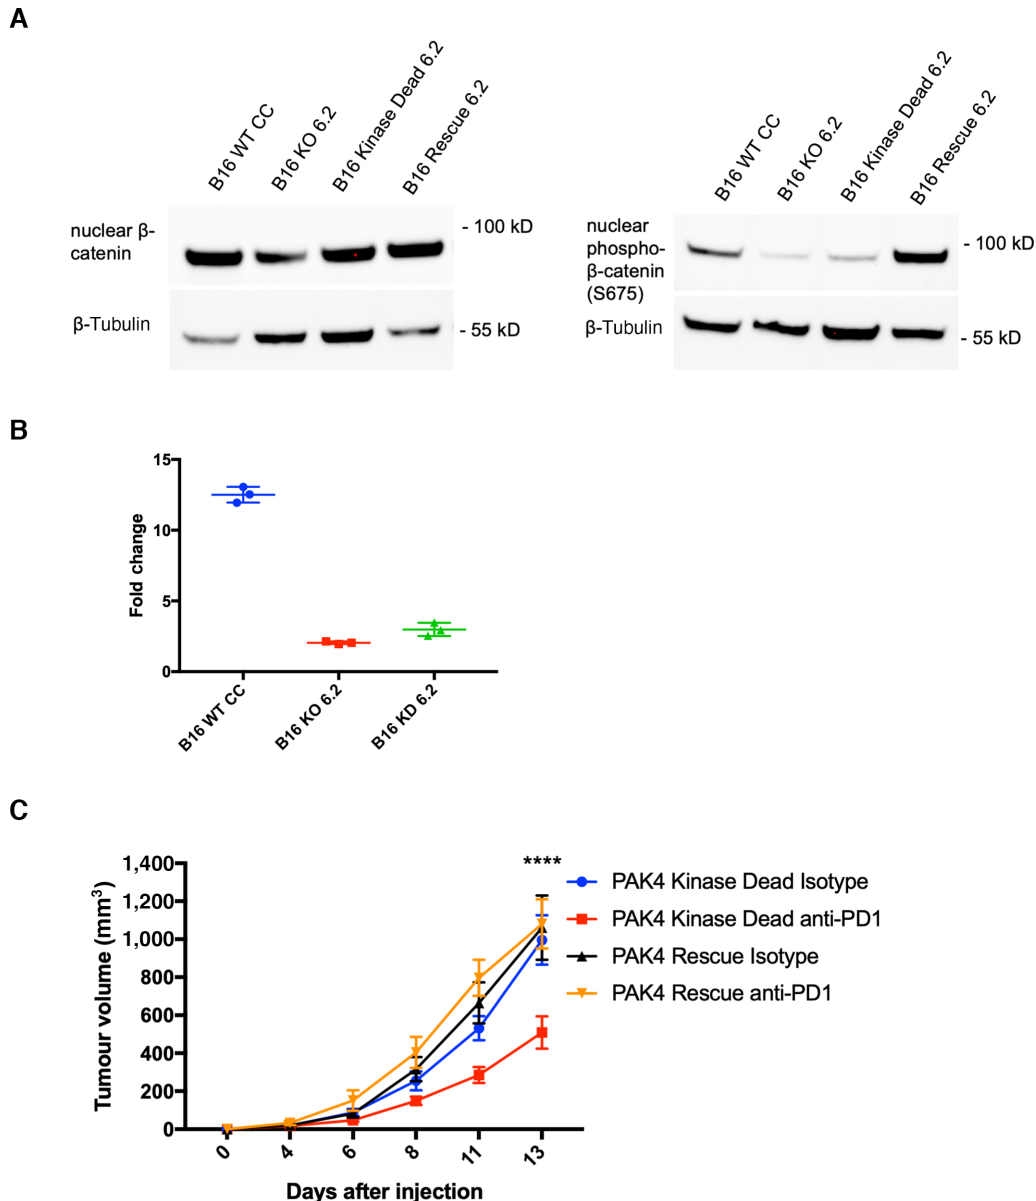 A
B16 WT CC
B16 KO 6.2
B16 Kinase Dead 6.2
B16 Rescue 6.2
nuclear β-
catenin
- 100 kD
β-Tubulin
- 55 kD
B16 WT CC
B16 KO 6.2
B16 Kinase Dead 6.2
B16 Rescue 6.2
nuclear
phospho-
β-catenin
(S675)
- 100 kD
β-Tubulin
- 55 kD
B
Fold change
15
10
5
0
B16 WT CC
B16 KO 6.2
B16 KD 6.2
C
Tumour volume (mm³)
1,400
1,200
1,000
800
600
400
200
0
0
4
6
8
11
13
Days after injection
****
PAK4 Kinase Dead Isotype
PAK4 Kinase Dead anti-PD1
PAK4 Rescue Isotype
PAK4 Rescue anti-PD1